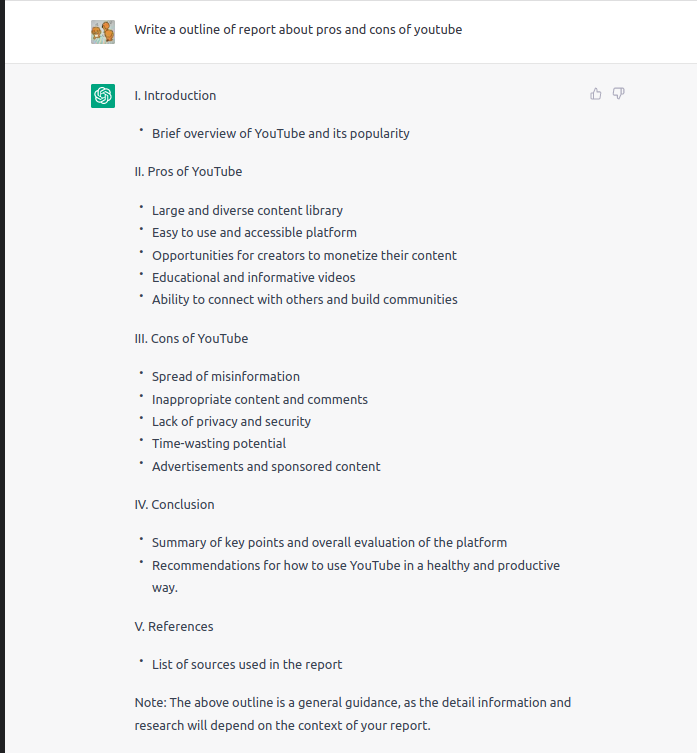 Write a outline of report about pros and cons of youtube
I. Introduction
• Brief overview of YouTube and its popularity
II. Pros of YouTube
• Large and diverse content library
• Easy to use and accessible platform
• Opportunities for creators to monetize their content
• Educational and informative videos
• Ability to connect with others and build communities
III. Cons of YouTube
• Spread of misinformation
• Inappropriate content and comments
• Lack of privacy and security
• Time-wasting potential
• Advertisements and sponsored content
IV. Conclusion
• Summary of key points and overall evaluation of the platform
• Recommendations for how to use YouTube in a healthy and productive
way.
V. References
• List of sources used in the report
Note: The above outline is a general guidance, as the detail information and
research will depend on the context of your report.